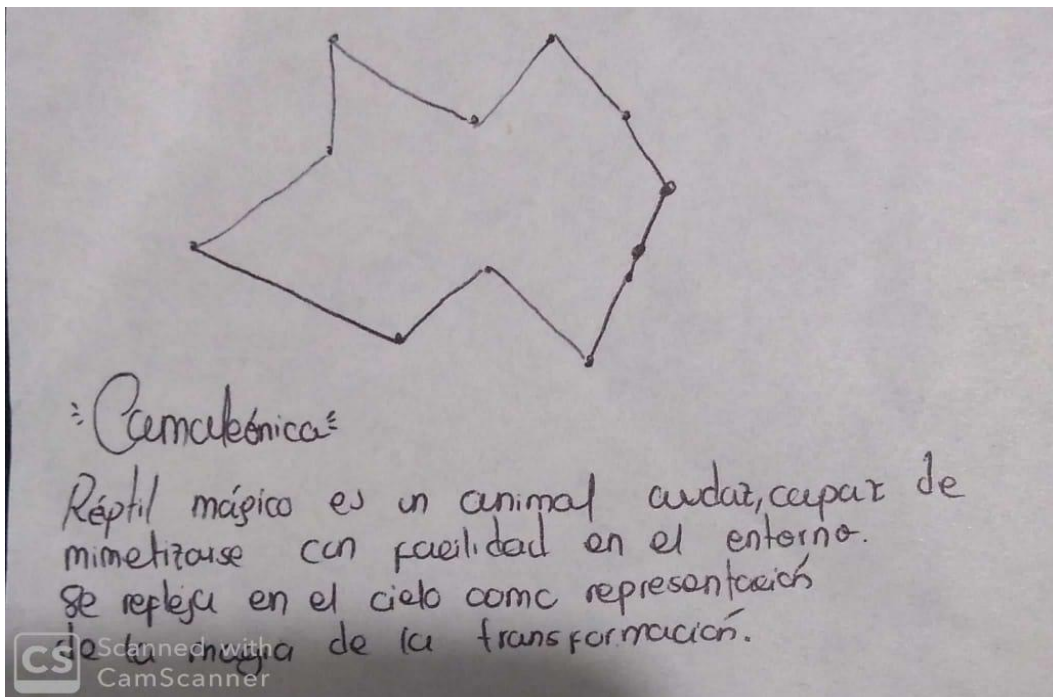 Camaleónica
Réptil mágico es un animal audaz, capaz de
mimetizarse con facilidad en el entorno.
Se refleja en el cielo como representación
de la magia de la transformación.
CS Scanned with
CamScanner